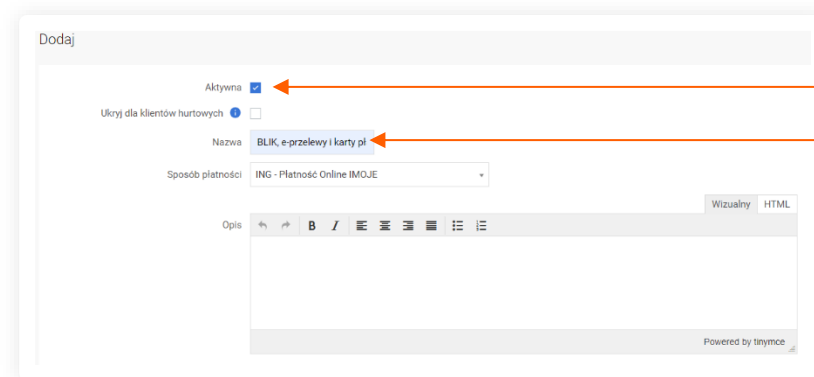 Dodaj
Aktywna
Ukryj dla klientów hurtowych i
Nazwa BLIK, e-przelewy i karty pł
Sposób płatności ING - Płatność Online IMOJE
Wizualny HTML
Opis B I
Powered by tinymce